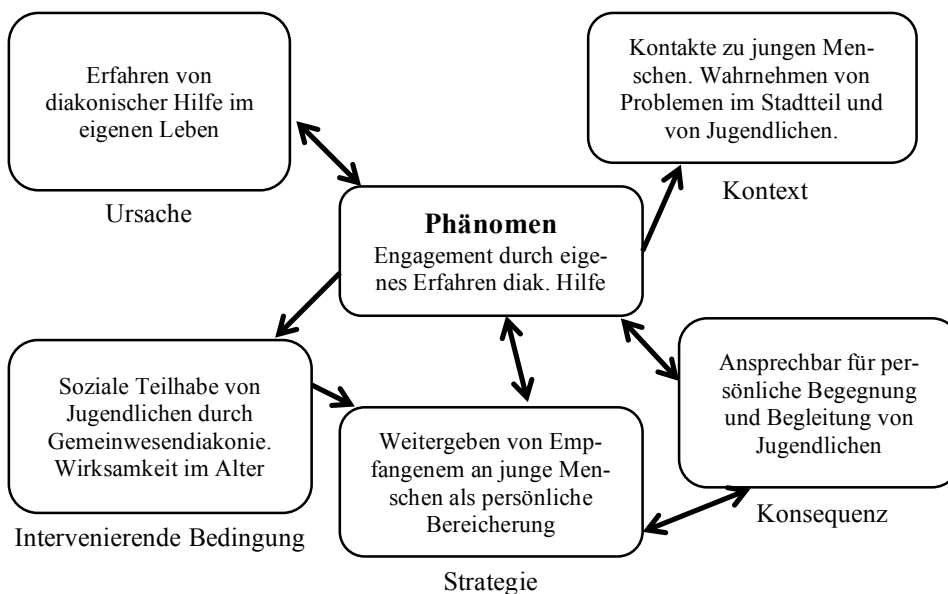 Erfahren von
diakonischer Hilfe im
eigenen Leben
Ursache
Kontakte zu jungen Men-
schen. Wahrnehmen von
Problemen im Stadtteil und
von Jugendlichen.
Kontext
Phänomen
Engagement durch eige-
nes Erfahren diak. Hilfe
Soziale Teilhabe von
Jugendlichen durch
Gemeinwesendiakonie.
Wirksamkeit im Alter
Intervenierende Bedingung
Weitergeben von Emp-
fangenem an junge Men-
schen als persönliche
Bereicherung
Strategie
Ansprechbar für per-
sönliche Begegnung
und Begleitung von
Jugendlichen
Konsequenz